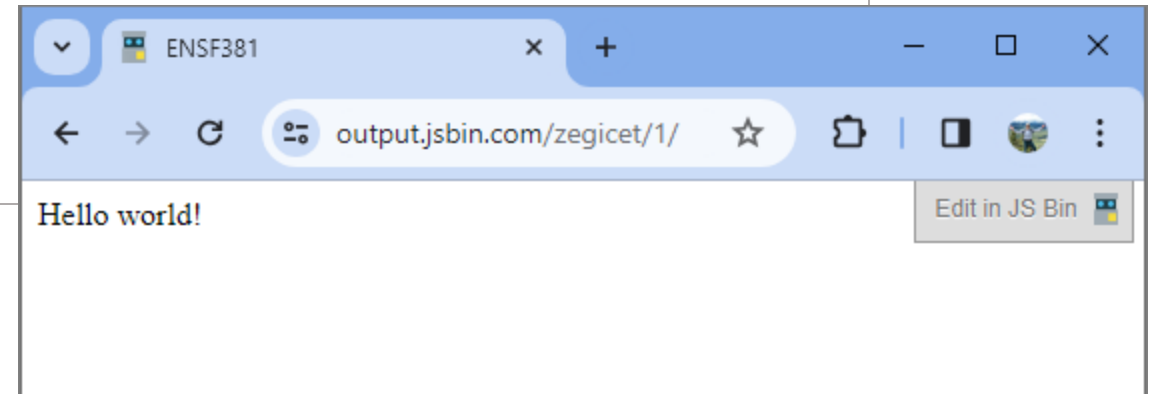 ENSF381
output.jsbin.com/zegicet/1/
Hello world!
Edit in JS Bin